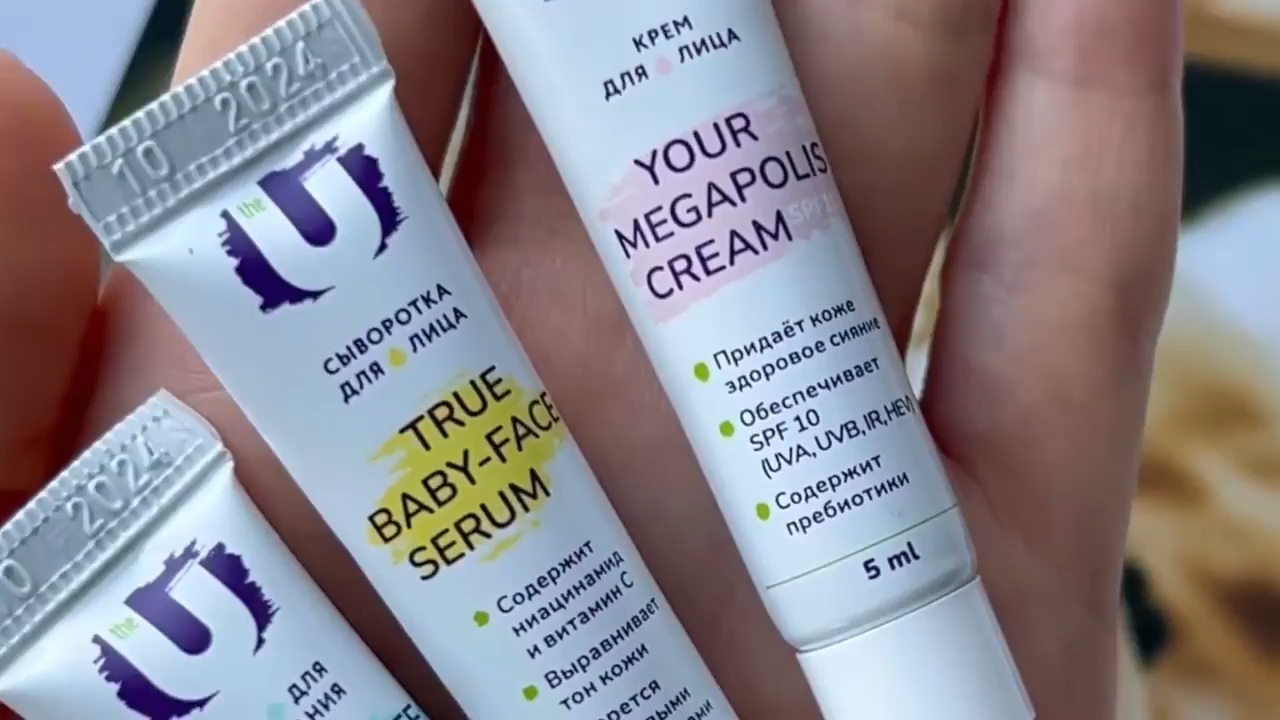 КРЕМ
ДЛЯ ЛИЦА
YOUR
MEGAPOLIS
CREAM
Придаёт коже
здоровое сияние
Обеспечивает
SPF 10
(UVA, UVB, IR, HEV)
Содержит
пребиотики
5 ml
10 2024
the U
СЫВОРОТКА
ДЛЯ ЛИЦА
TRUE
BABY-FACE
SERUM
Содержит
ниацинамид
и витамин С
Выравнивает
тон кожи
2024
the U
ДЛЯ